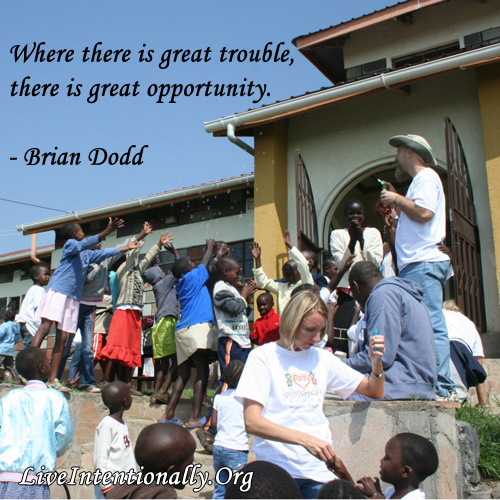 Where there is great trouble,
there is great opportunity.
- Brian Dodd
LiveIntentionally.Org